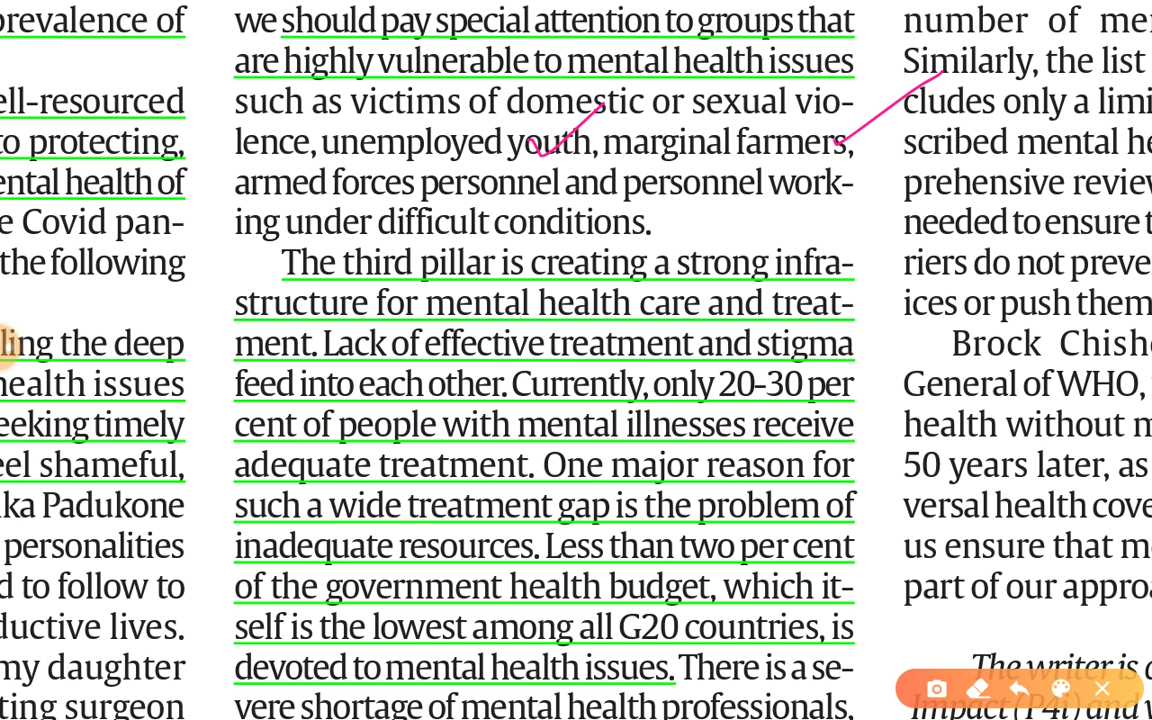 prevalence of
ell-resourced
to protecting,
ental health of
e Covid pan-
the following
ling the deep
health issues
eeking timely
eel shameful,
ka Padukone
personalities
d to follow to
ductive lives.
my daughter
ting surgeon
we should pay special attention to groups that
are highly vulnerable to mental health issues
such as victims of domestic or sexual vio-
lence, unemployed youth, marginal farmers,
armed forces personnel and personnel work-
ing under difficult conditions.
The third pillar is creating a strong infra-
structure for mental health care and treat-
ment. Lack of effective treatment and stigma
feed into each other. Currently, only 20-30 per
cent of people with mental illnesses receive
adequate treatment. One major reason for
such a wide treatment gap is the problem of
inadequate resources. Less than two per cent
of the government health budget, which it-
self is the lowest among all G20 countries, is
devoted to mental health issues. There is a se-
vere shortage of mental health professionals,
number of me
Similarly, the list
cludes only a limi
scribed mental he
prehensive review
needed to ensure t
riers do not preve
ices or push them
Brock Chish
General of WHO,
health without m
50 years later, as
versal health cove
us ensure that m
part of our appro
The writer is
Impact (P4I) and